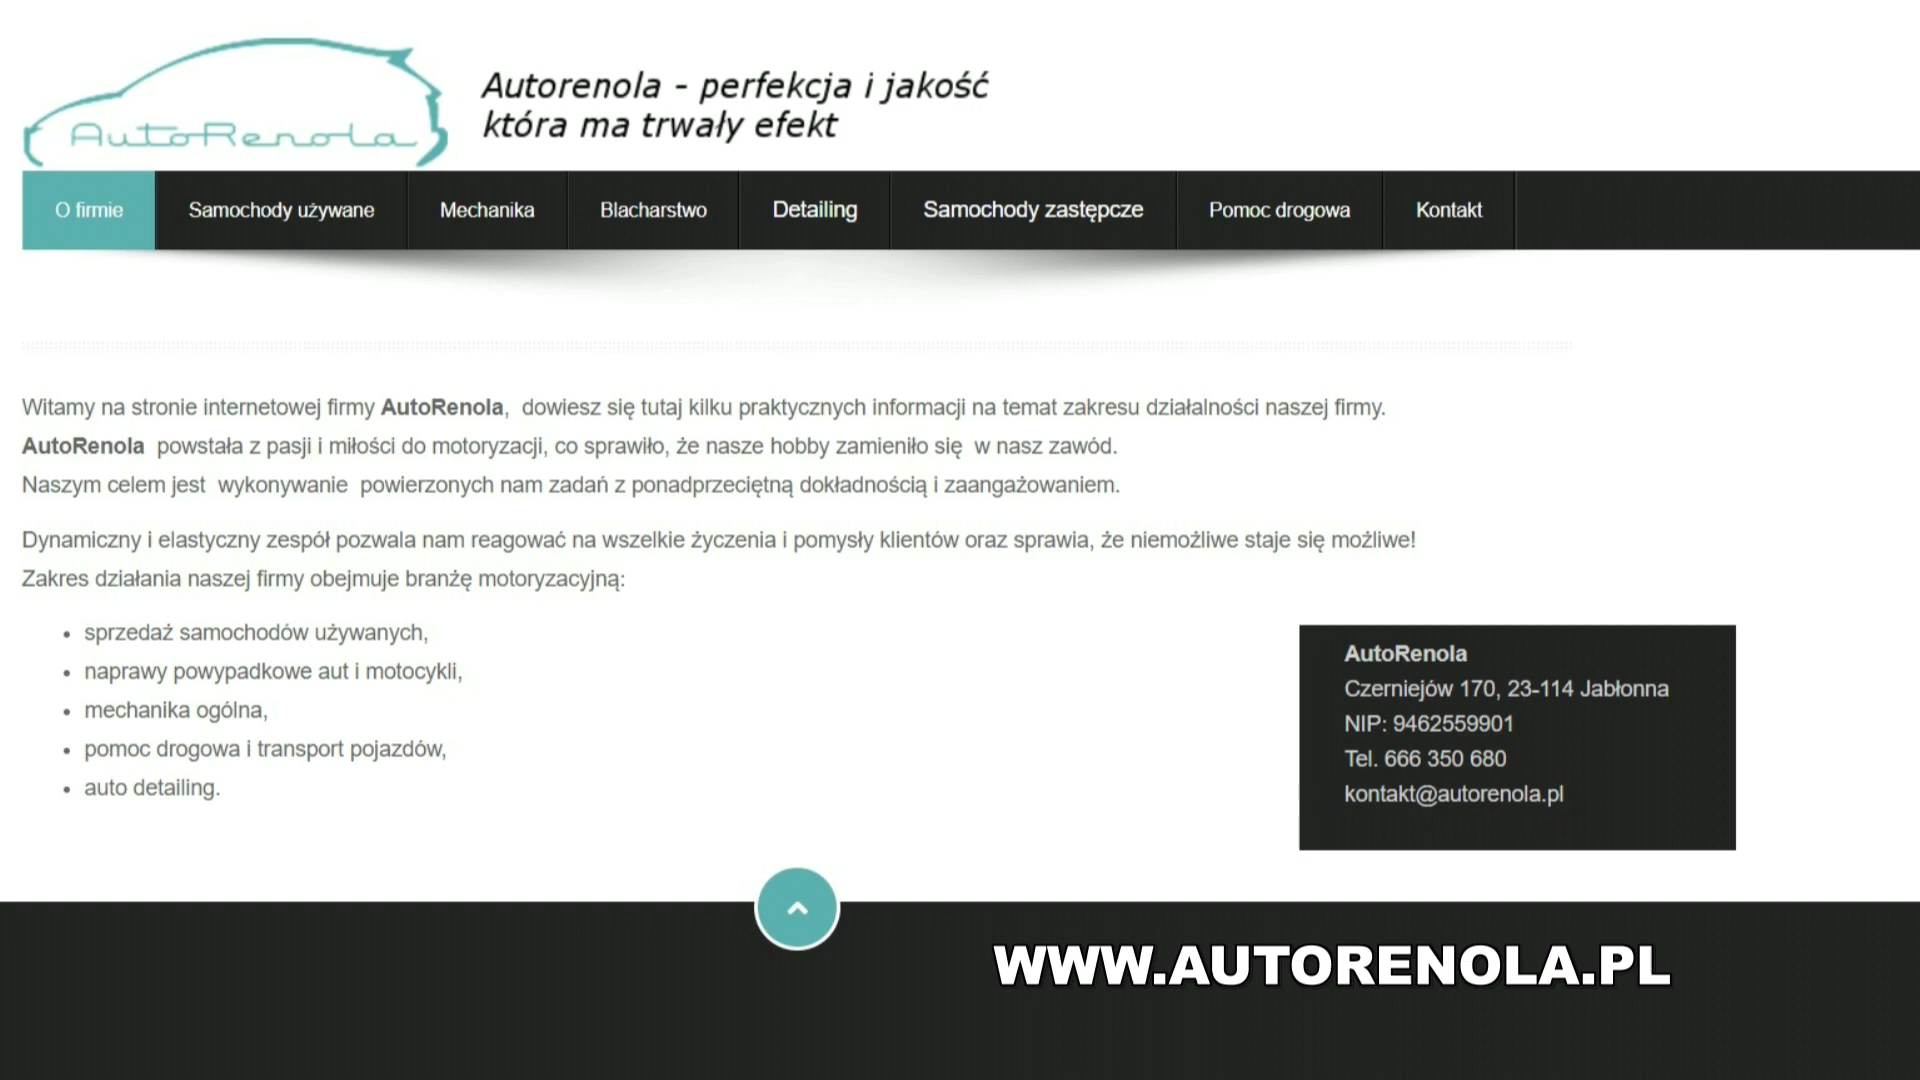 AutoRenola
Autorenola - perfekcja i jakość
która ma trwały efekt
O firmie
Samochody używane
Mechanika
Blacharstwo
Detailing
Samochody zastępcze
Pomoc drogowa
Kontakt
Witamy na stronie internetowej firmy AutoRenola, dowiesz się tutaj kilku praktycznych informacji na temat zakresu działalności naszej firmy.
AutoRenola powstała z pasji i miłości do motoryzacji, co sprawiło, że nasze hobby zamieniło się w nasz zawód.
Naszym celem jest wykonywanie powierzonych nam zadań z ponadprzeciętną dokładnością i zaangażowaniem.
Dynamiczny i elastyczny zespół pozwala nam reagować na wszelkie życzenia i pomysły klientów oraz sprawia, że niemożliwe staje się możliwe!
Zakres działania naszej firmy obejmuje branżę motoryzacyjną:
• sprzedaż samochodów używanych,
• naprawy powypadkowe aut i motocykli,
• mechanika ogólna,
• pomoc drogowa i transport pojazdów,
• auto detailing.
AutoRenola
Czerniejów 170, 23-114 Jabłonna
NIP: 9462559901
Tel. 666 350 680
kontakt@autorenola.pl
WWW.AUTORENOLA.PL